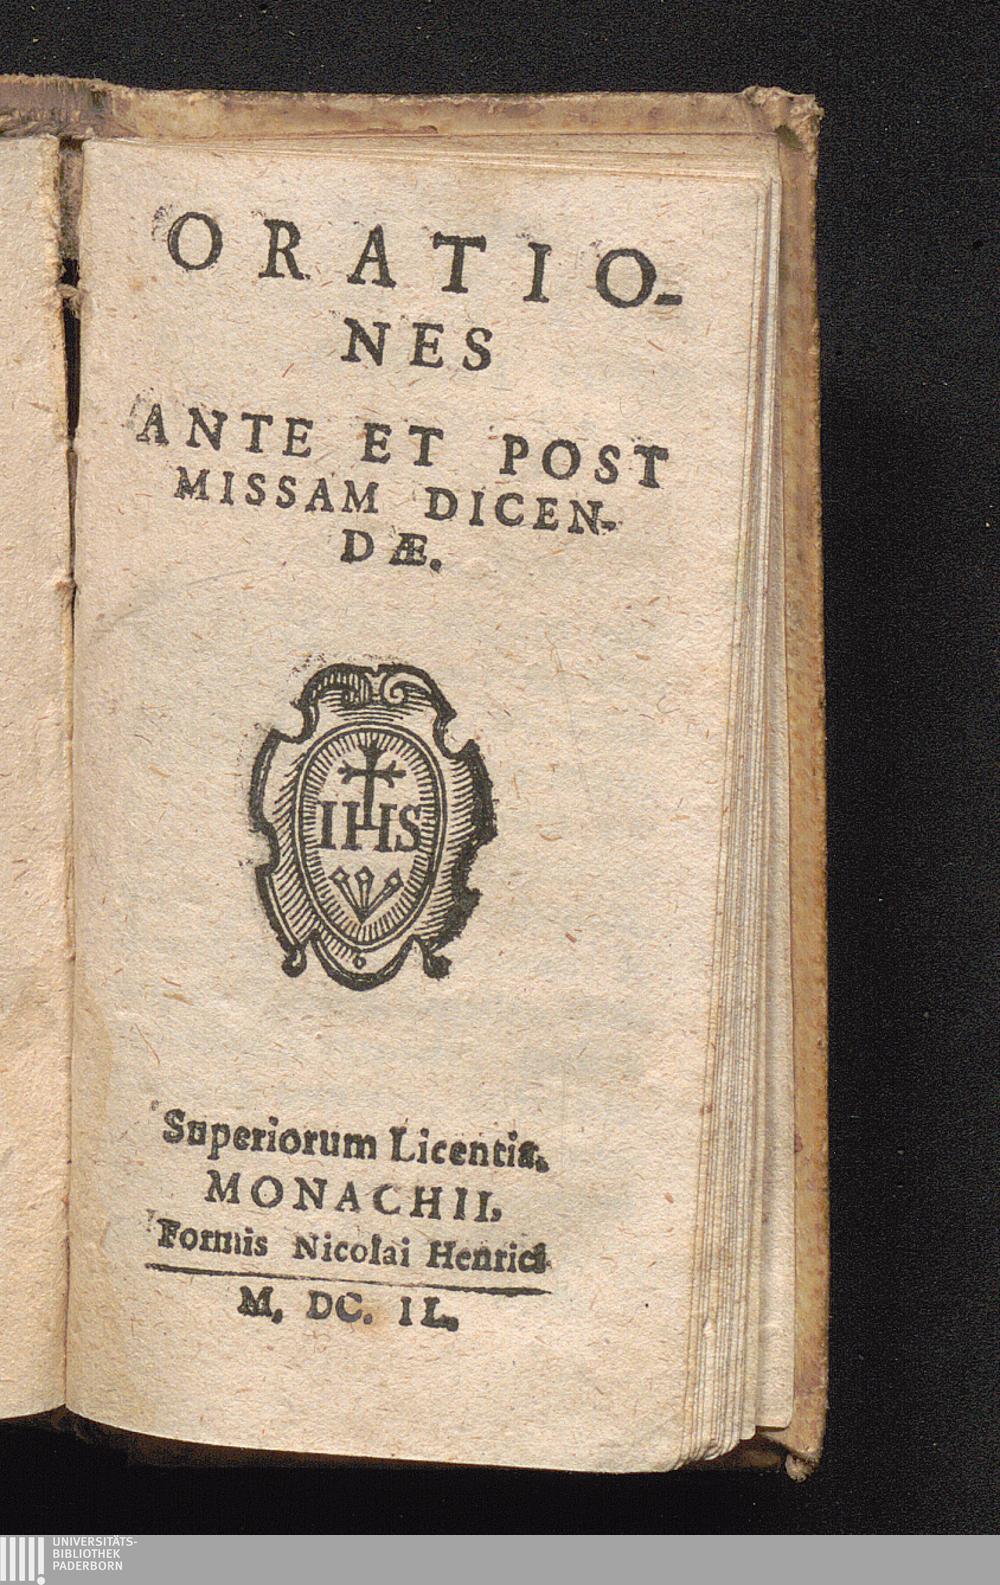 ORATIO-
NES
ANTE ET POST
MISSAM DICEN-
DÆ.
IHS
Superiorum Licentia.
MONACHII,
Formis Nicolai Henrici
M, DC. IL.
UNIVERSITÄTS-
BIBLIOTHEK
PADERBORN